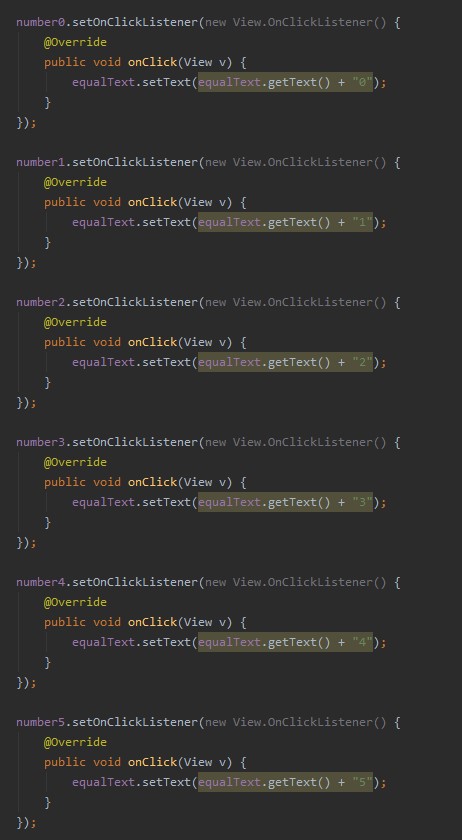 number0.setOnClickListener(new View.OnClickListener() {
    @Override
    public void onClick(View v) {
        equalText.setText(equalText.getText() + "0");
    }
});
number1.setOnClickListener(new View.OnClickListener() {
    @Override
    public void onClick(View v) {
        equalText.setText(equalText.getText() + "1");
    }
});
number2.setOnClickListener(new View.OnClickListener() {
    @Override
    public void onClick(View v) {
        equalText.setText(equalText.getText() + "2");
    }
});
number3.setOnClickListener(new View.OnClickListener() {
    @Override
    public void onClick(View v) {
        equalText.setText(equalText.getText() + "3");
    }
});
number4.setOnClickListener(new View.OnClickListener() {
    @Override
    public void onClick(View v) {
        equalText.setText(equalText.getText() + "4");
    }
});
number5.setOnClickListener(new View.OnClickListener() {
    @Override
    public void onClick(View v) {
        equalText.setText(equalText.getText() + "5");
    }
});